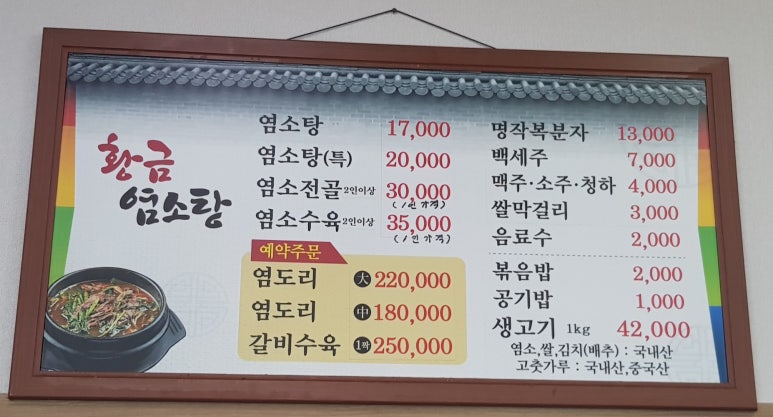 황금
염소탕
염소탕 17,000
염소탕(특) 20,000
염소전골 2인이상 30,000
(1인가격)
염소수육 2인이상 35,000
(1인가격)
예약주문
염도리 大 220,000
염도리 中 180,000
갈비수육 1짝 250,000
명작복분자 13,000
백세주 7,000
맥주·소주·청하 4,000
쌀막걸리 3,000
음료수 2,000
볶음밥 2,000
공기밥 1,000
생고기 1kg 42,000
염소,쌀,김치(배추) : 국내산
고춧가루 : 국내산,중국산